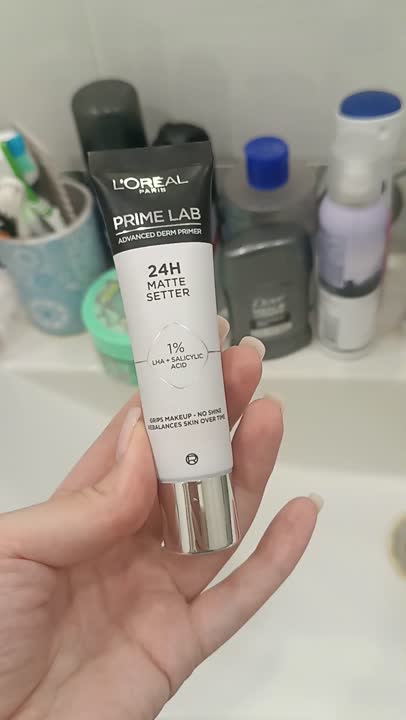 L'ORÉAL
PARIS
PRIME LAB
ADVANCED DERM PRIMER
24H
MATTE
SETTER
1%
LHA + SALICYLIC
ACID
GRIPS MAKEUP - NO SHINE
REBALANCES SKIN OVER TIME
Dove